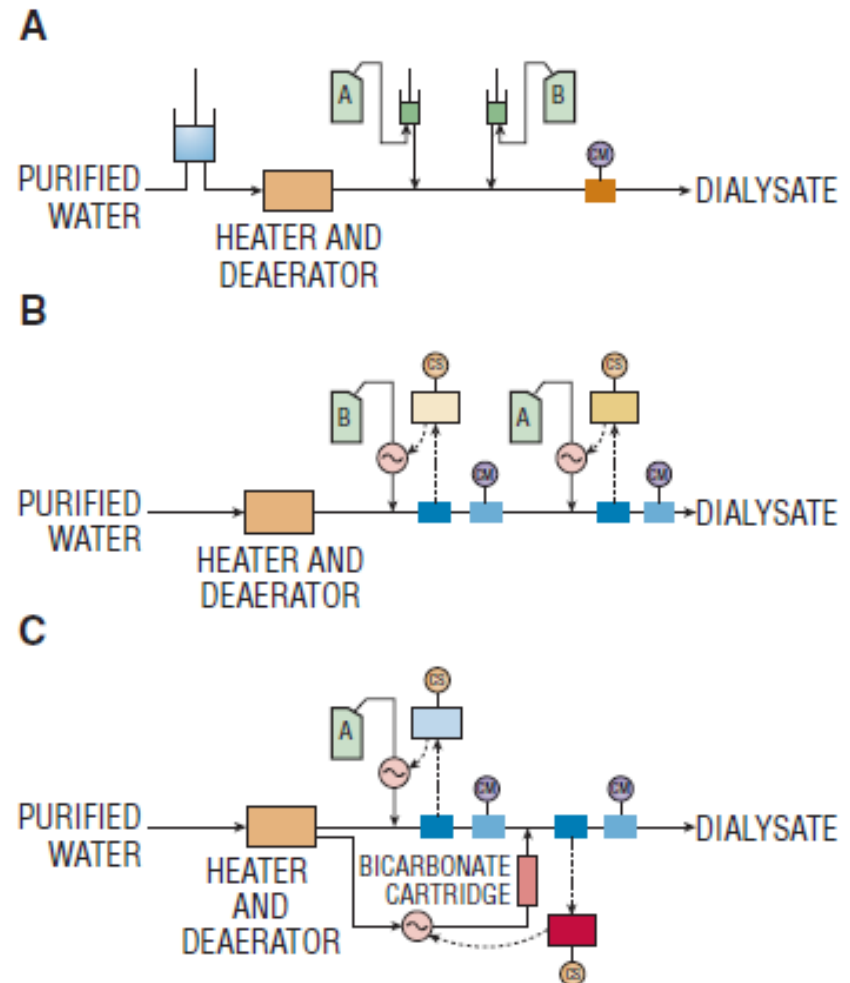 A
A
B
CM
PURIFIED
WATER
DIALYSATE
HEATER AND
DEAERATOR
B
CS
CS
B
A
CM
CM
PURIFIED
WATER
DIALYSATE
HEATER AND
DEAERATOR
C
CS
A
CM
CM
PURIFIED
WATER
DIALYSATE
HEATER
AND
DEAERATOR
BICARBONATE
CARTRIDGE
CS